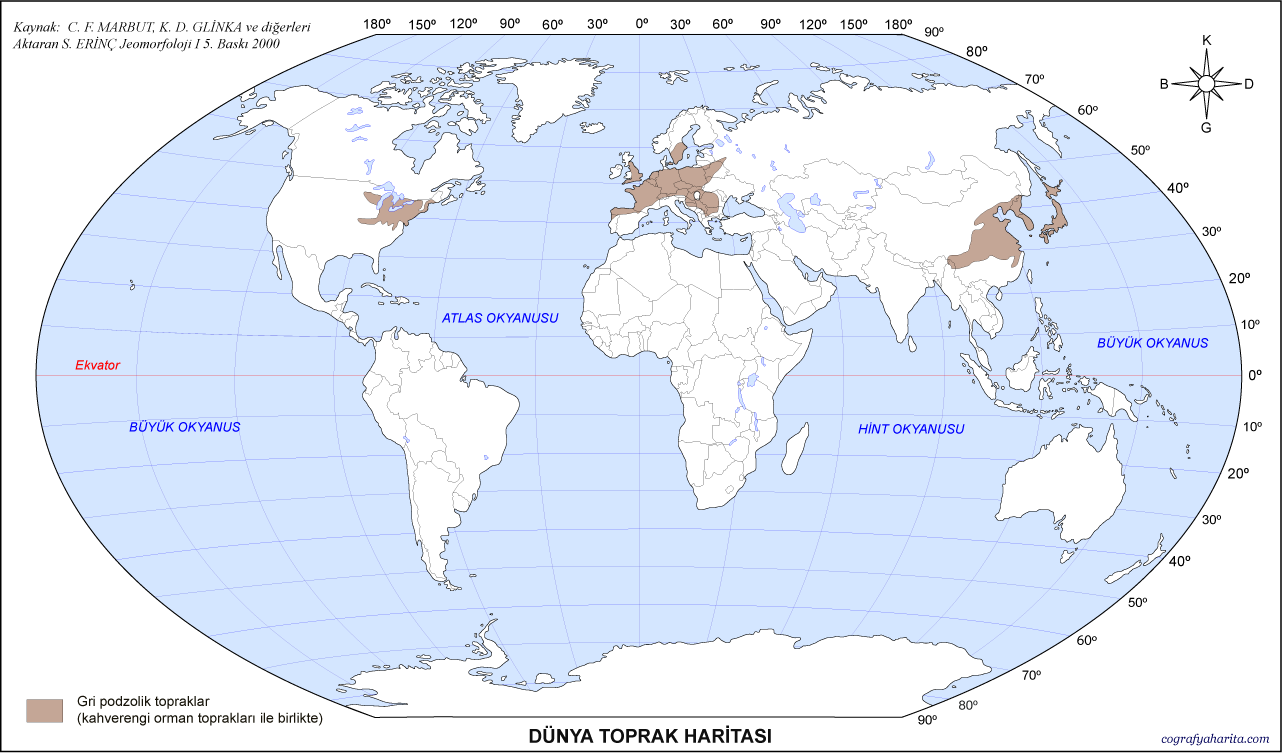 Kaynak: C. F. MARBUT, K. D. GLİNKA ve diğerleri
Aktaran S. ERİNÇ Jeomorfoloji I 5. Baskı 2000
180º 150º 120º 90º 60º 30º 0º 30º 60º 90º 120º 150º 180º
90º
80º
70º
60º
50º
40º
30º
20º
10º
0º
10º
20º
30º
40º
50º
60º
70º
80º
90º
K
B D
G
ATLAS OKYANUSU
BÜYÜK OKYANUS
Ekvator
BÜYÜK OKYANUS
HİNT OKYANUSU
Gri podzolik topraklar
(kahverengi orman toprakları ile birlikte)
DÜNYA TOPRAK HARİTASI
cografyaharita.com